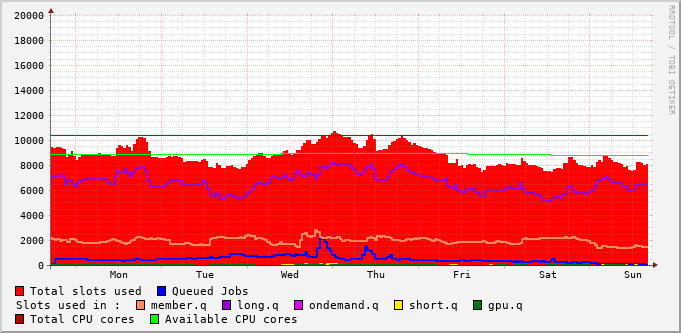 20000
18000
16000
14000
12000
10000
8000
6000
4000
2000
0
Mon Tue Wed Thu Fri Sat Sun
RRDTOOL / TOBI OETIKER
Total slots used Queued Jobs
Slots used in : member.q long.q ondemand.q short.q gpu.q
Total CPU cores Available CPU cores